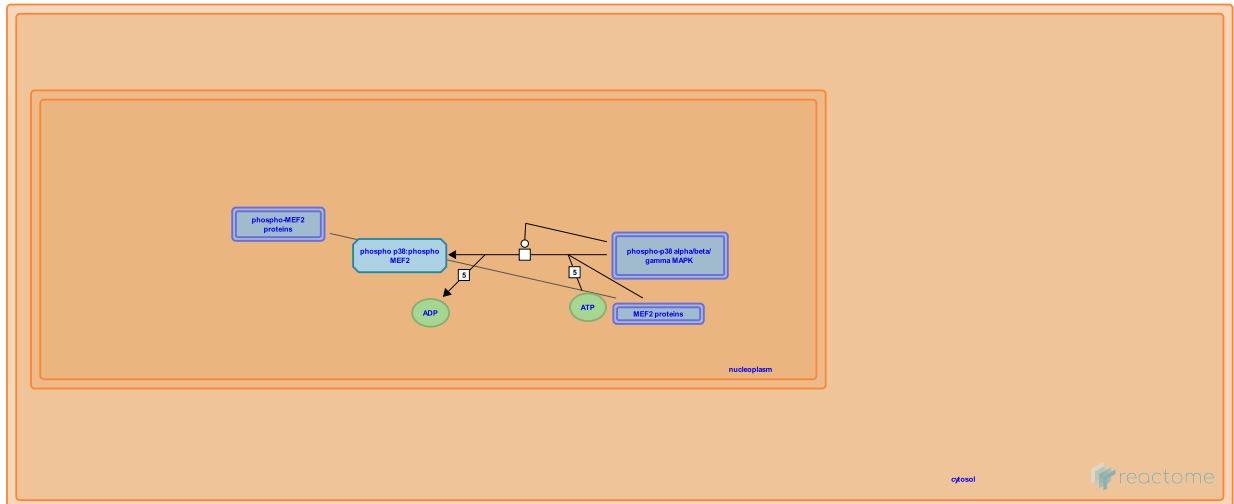 phospho-MEF2
proteins
phospho p38:phospho
MEF2
phospho-p38 alpha/beta/
gamma MAPK
5
5
ADP
ATP
MEF2 proteins
nucleoplasm
cytosol
reactome